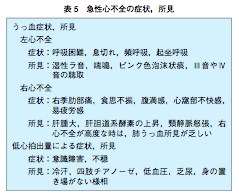 表5 急性心不全の症状，所見
うっ血症状，所見
左心不全
症状：呼吸困難，息切れ，頻呼吸，起坐呼吸
所見：湿性ラ音，喘鳴，ピンク色泡沫状痰，Ⅲ音やⅣ
音の聴取
右心不全
症状：右季肋部痛，食思不振，腹満感，心窩部不快感，
易疲労感
所見：肝腫大，肝胆道系酵素の上昇，頸静脈怒張，右
心不全が高度な時は，肺うっ血所見が乏しい
低心拍出量による症状，所見
症状：意識障害，不穏
所見：冷汗，四肢チアノーゼ，低血圧，乏尿，身の置
き場がない様相